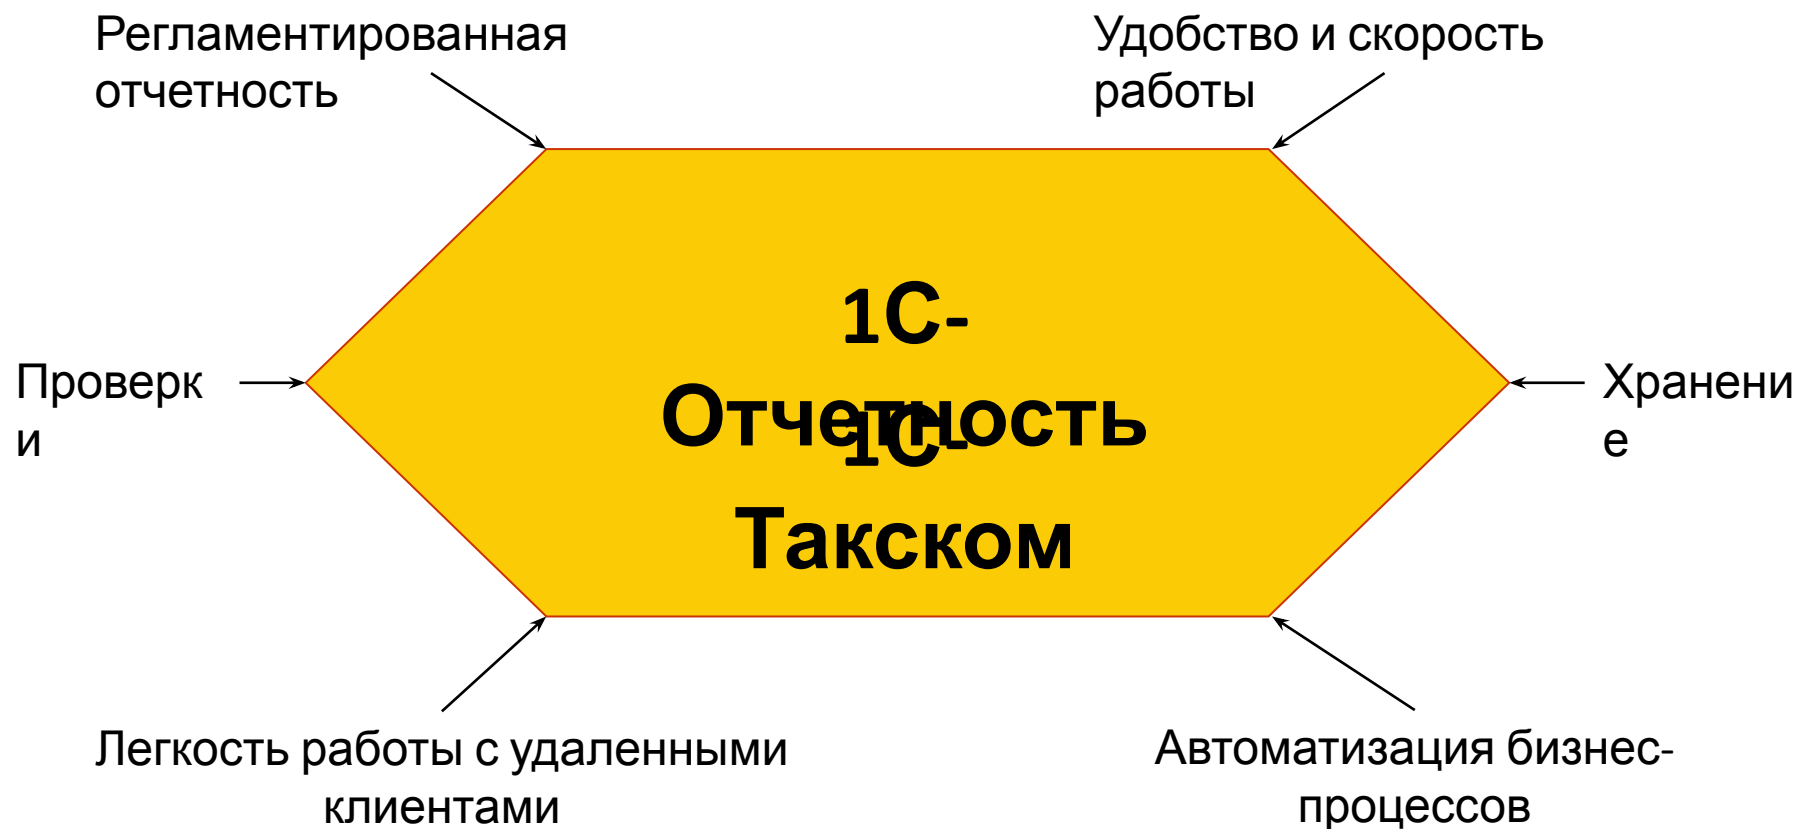 Регламентированная
отчетность
Удобство и скорость
работы
1С-
Отчетность
1С-
Такском
Проверк
и
Хранени
е
Легкость работы с удаленными
клиентами
Автоматизация бизнес-
процессов